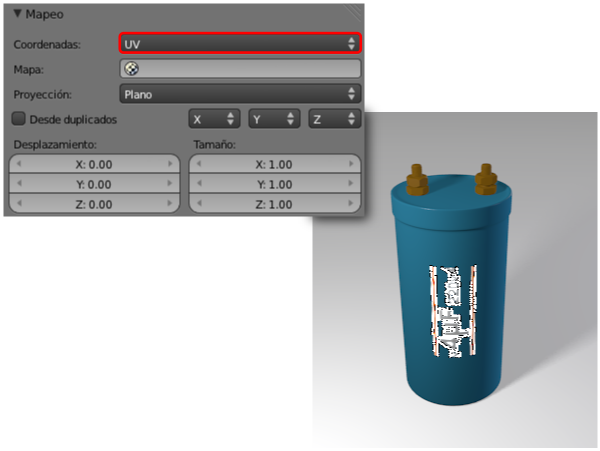 Mapeo
Coordenadas: UV
Mapa:
Proyección: Plano
Desde duplicados X Y Z
Desplazamiento: Tamaño:
X: 0.00 X: 1.00
Y: 0.00 Y: 1.00
Z: 0.00 Z: 1.00